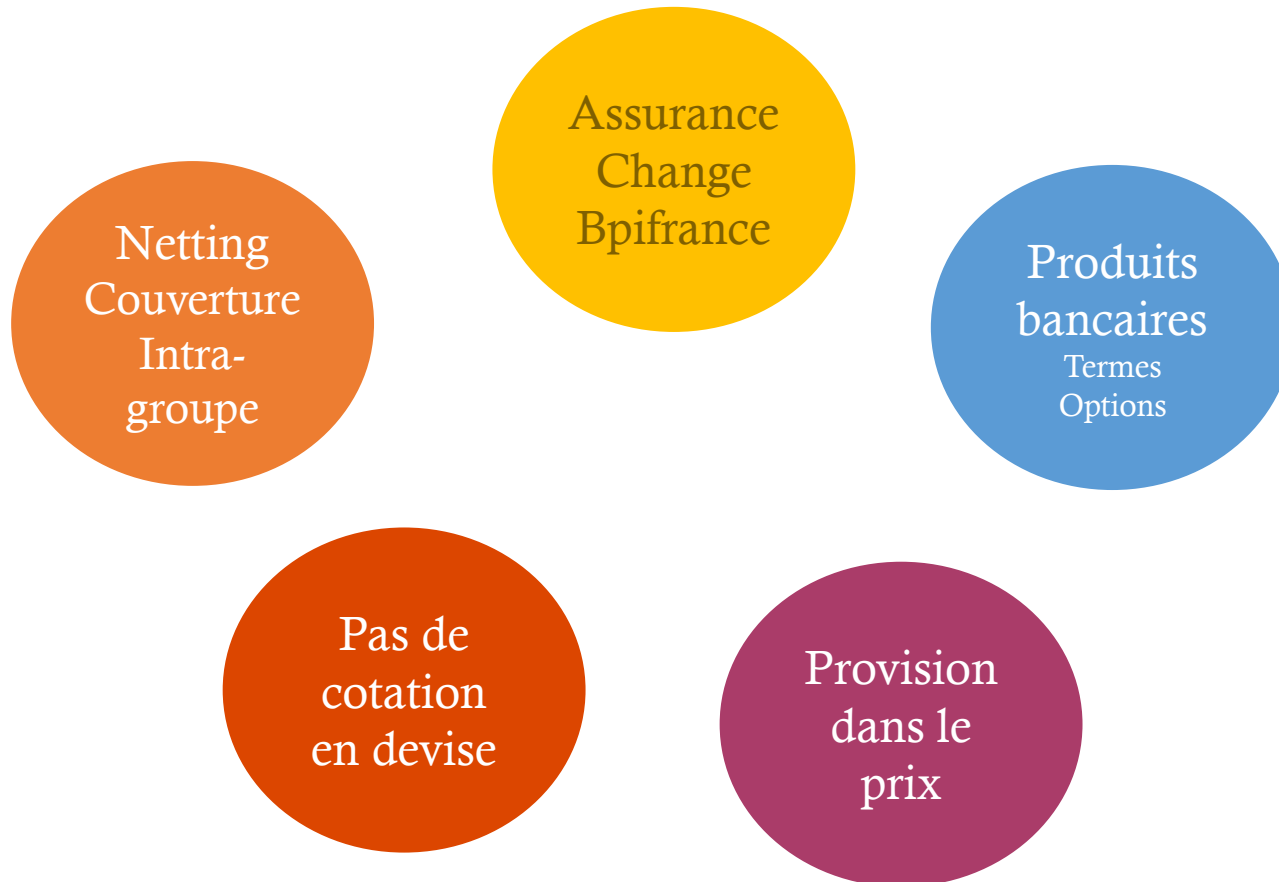 Assurance
Change
Bpifrance
Netting
Couverture
Intra-
groupe
Produits
bancaires
Termes
Options
Pas de
cotation
en devise
Provision
dans le
prix